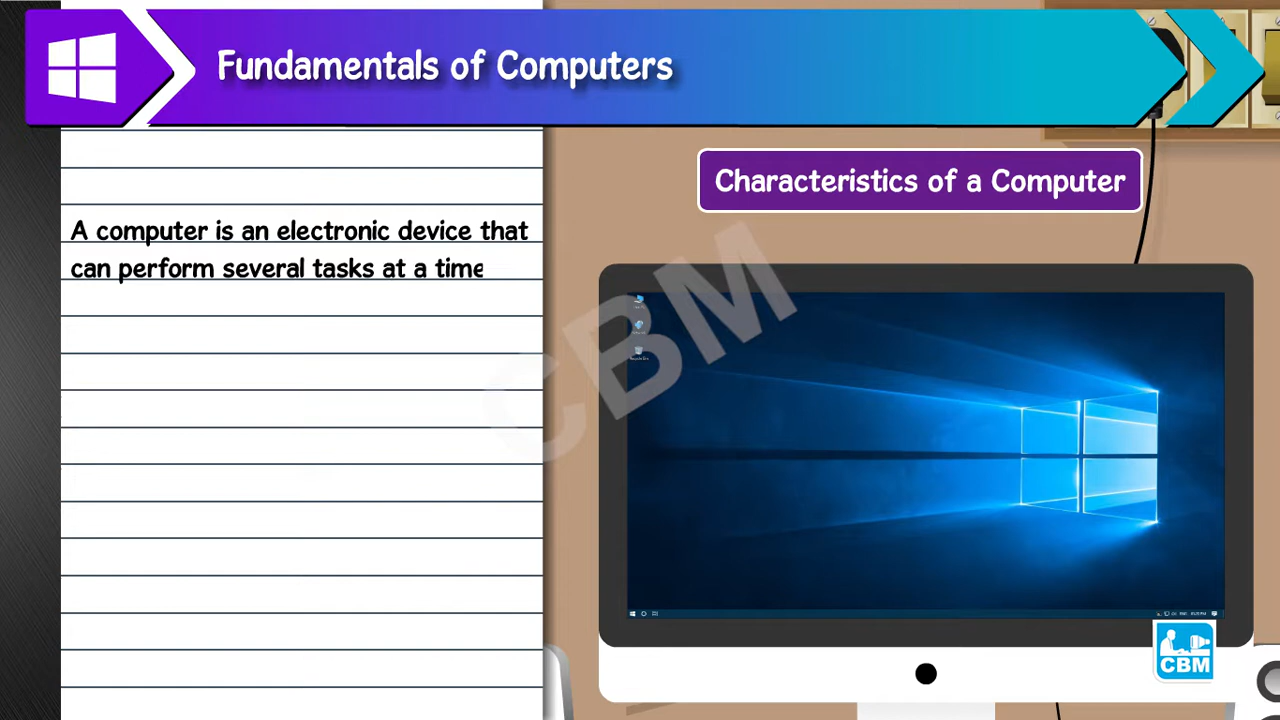 Fundamentals of Computers
Characteristics of a Computer
A computer is an electronic device that
can perform several tasks at a time
CBM
CBM